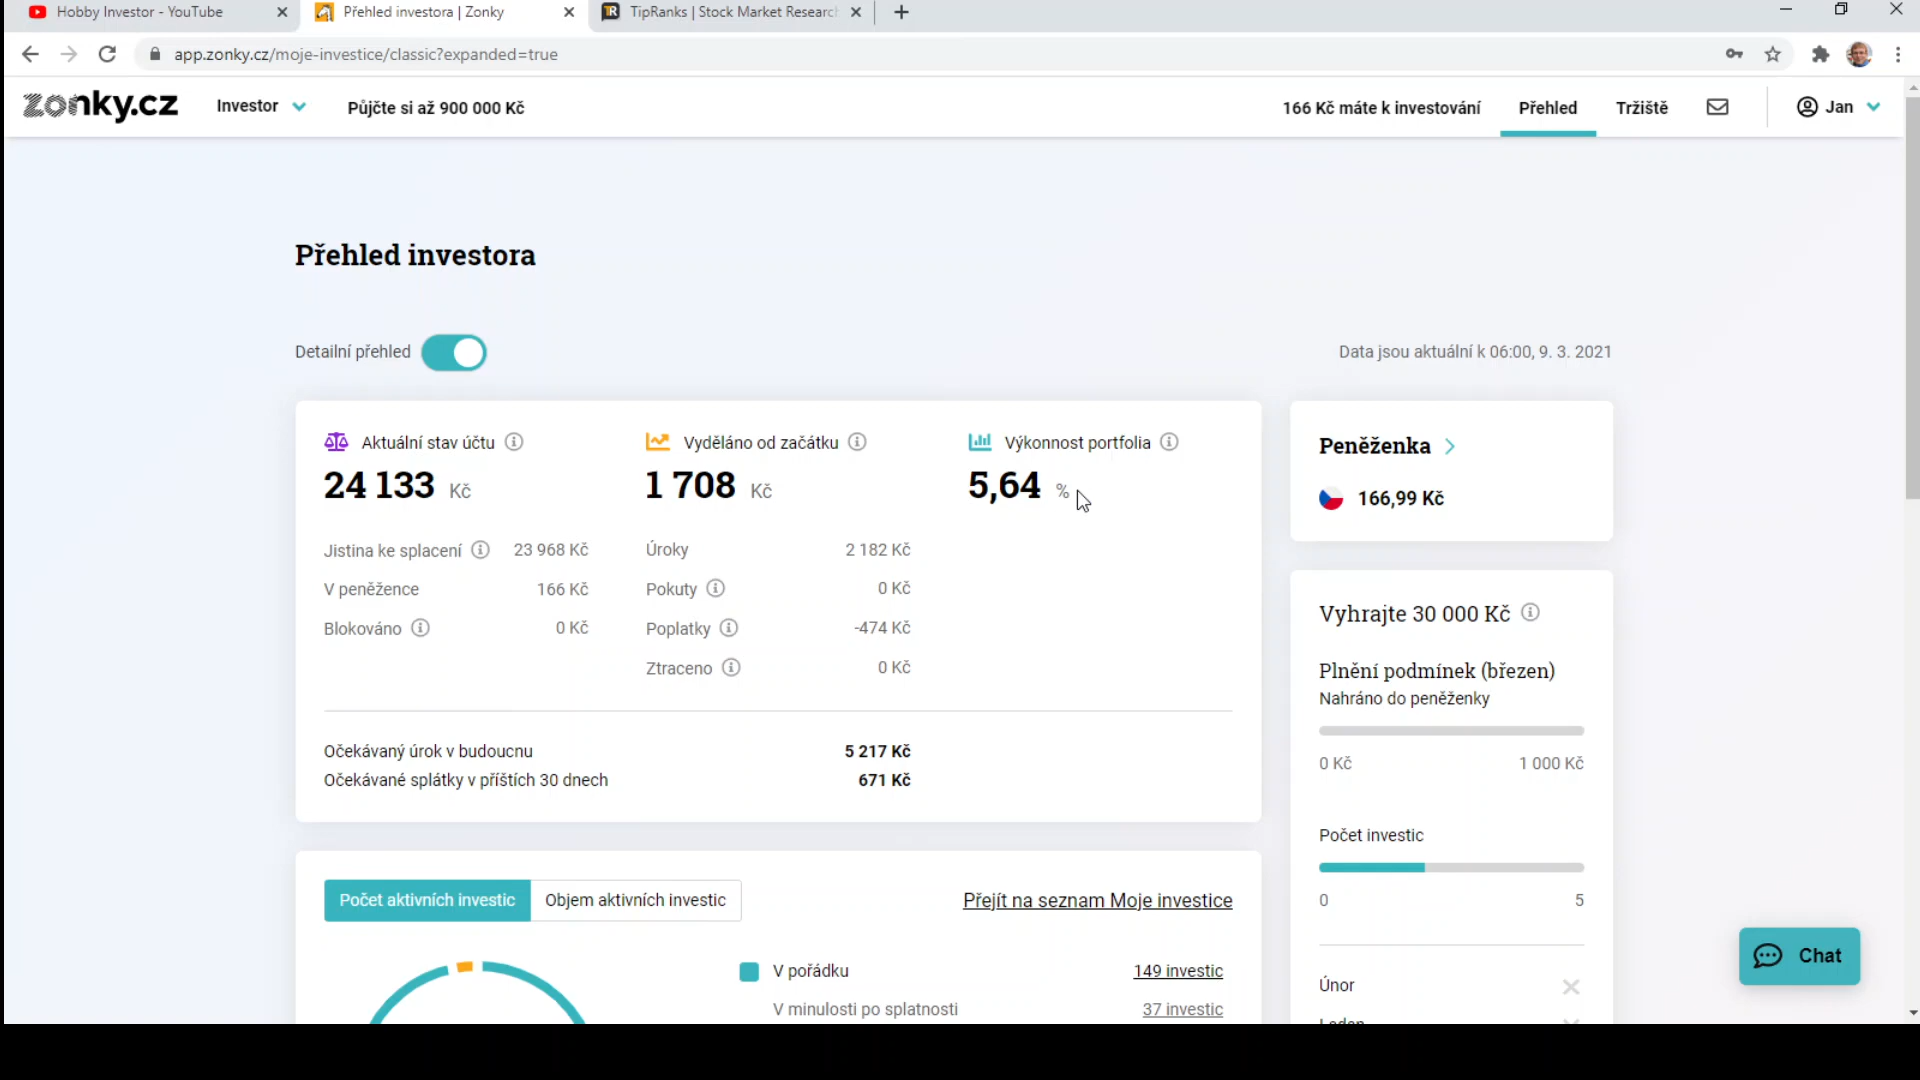 Hobby Investor - YouTube
Přehled investora | Zonky
TipRanks | Stock Market Research
app.zonky.cz/moje-investice/classic?expanded=true
zonky.cz
Investor
Půjčte si až 900 000 Kč
166 Kč máte k investování
Přehled
Tržiště
Jan
Přehled investora
Detailní přehled
Data jsou aktuální k 06:00, 9. 3. 2021
Aktuální stav účtu
24 133 Kč
Jistina ke splacení 23 968 Kč
V peněžence 166 Kč
Blokováno 0 Kč
Vyděláno od začátku
1 708 Kč
Úroky 2 182 Kč
Pokuty 0 Kč
Poplatky -474 Kč
Ztraceno 0 Kč
Výkonnost portfolia
5,64 %
Očekávaný úrok v budoucnu 5 217 Kč
Očekávané splátky v příštích 30 dnech 671 Kč
Peněženka
166,99 Kč
Vyhrajte 30 000 Kč
Plnění podmínek (březen)
Nahráno do peněženky
0 Kč 1 000 Kč
Počet investic
0 5
Únor
Leden
Počet aktivních investic
Objem aktivních investic
Přejít na seznam Moje investice
V pořádku 149 investic
V minulosti po splatnosti 37 investic
Chat